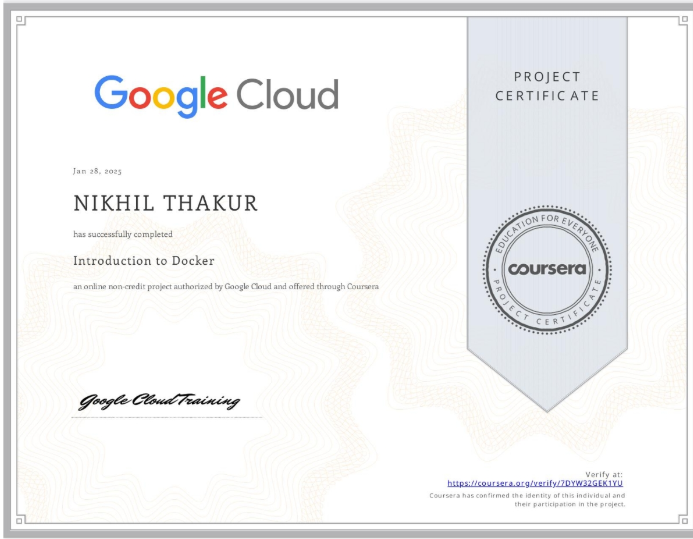 Google Cloud
PROJECT
CERTIFICATE
Jan 28, 2025
NIKHIL THAKUR
has successfully completed
Introduction to Docker
an online non-credit project authorized by Google Cloud and offered through Coursera
EDUCATION FOR EVERYONE
coursera
PROJECT CERTIFICATE
Google Cloud Training
Verify at:
https://coursera.org/verify/7DYW32GEK1YU
Coursera has confirmed the identity of this individual and
their participation in the project.